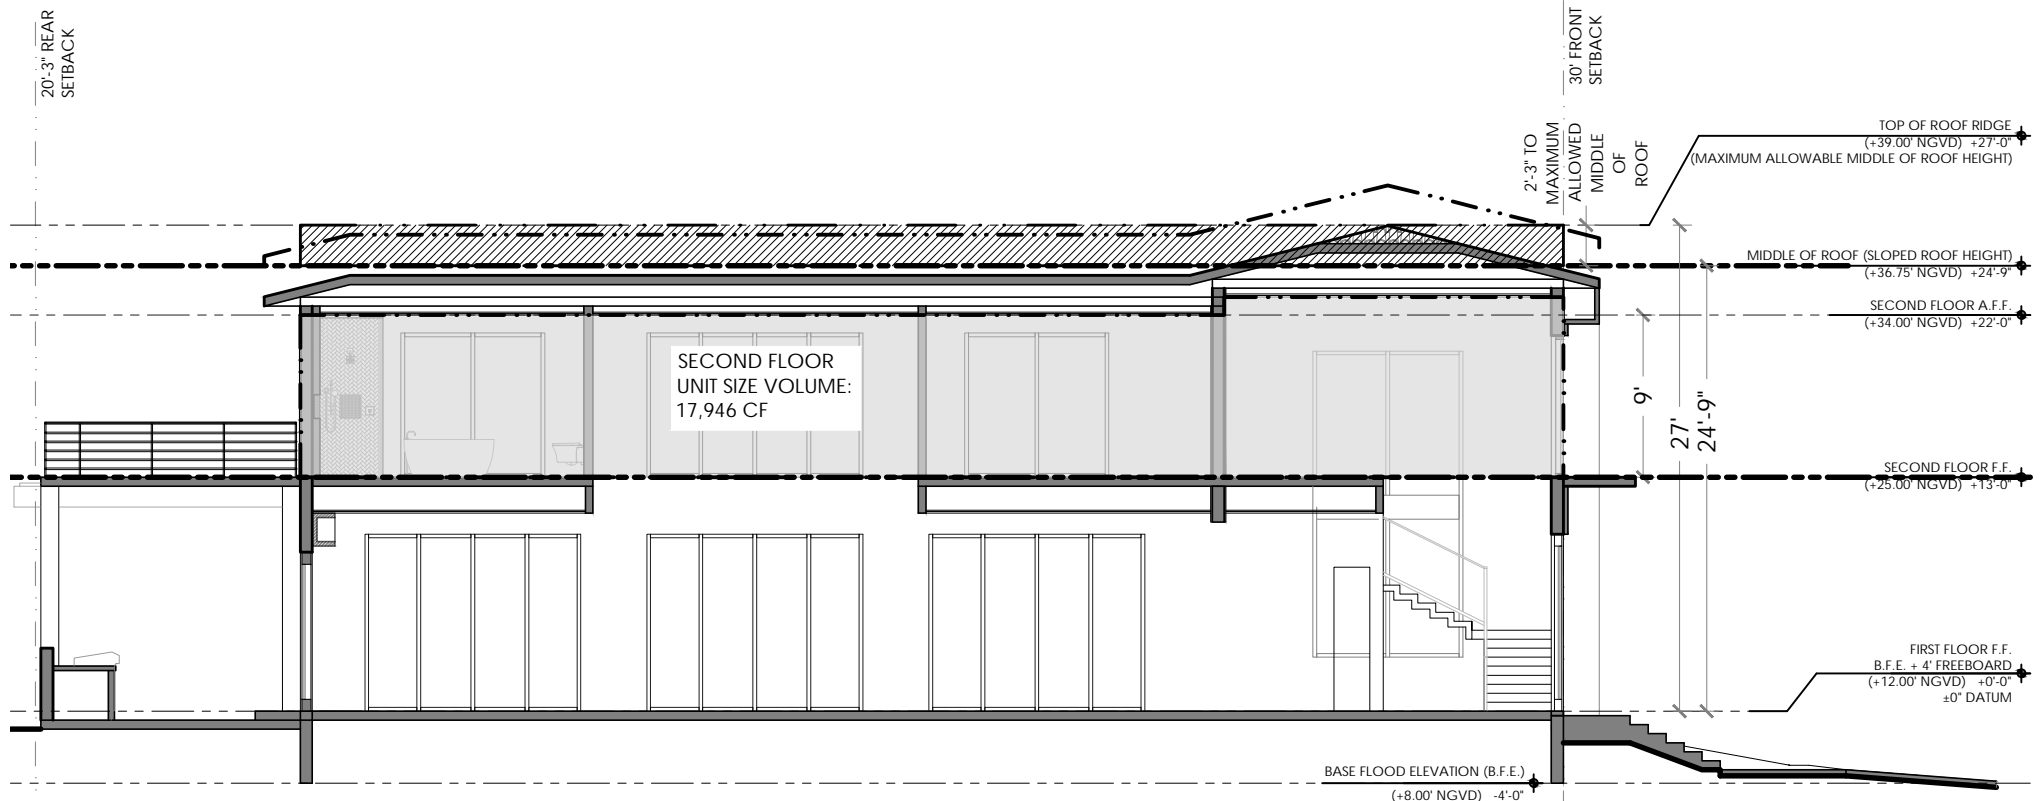 20'-3" REAR
SETBACK
30' FRONT
SETBACK
2'-3" TO
MAXIMUM
ALLOWED
MIDDLE
OF
ROOF
TOP OF ROOF RIDGE
(+39.00' NGVD) +27'-0"
(MAXIMUM ALLOWABLE MIDDLE OF ROOF HEIGHT)
MIDDLE OF ROOF (SLOPED ROOF HEIGHT)
(+36.75' NGVD) +24'-9"
SECOND FLOOR A.F.F.
(+34.00' NGVD) +22'-0"
SECOND FLOOR
UNIT SIZE VOLUME:
17,946 CF
9'
27'
24'-9"
SECOND FLOOR F.F.
(+25.00' NGVD) +13'-0"
FIRST FLOOR F.F.
B.F.E. + 4' FREEBOARD
(+12.00' NGVD) +0'-0"
±0" DATUM
BASE FLOOD ELEVATION (B.F.E.)
(+8.00' NGVD) -4'-0"